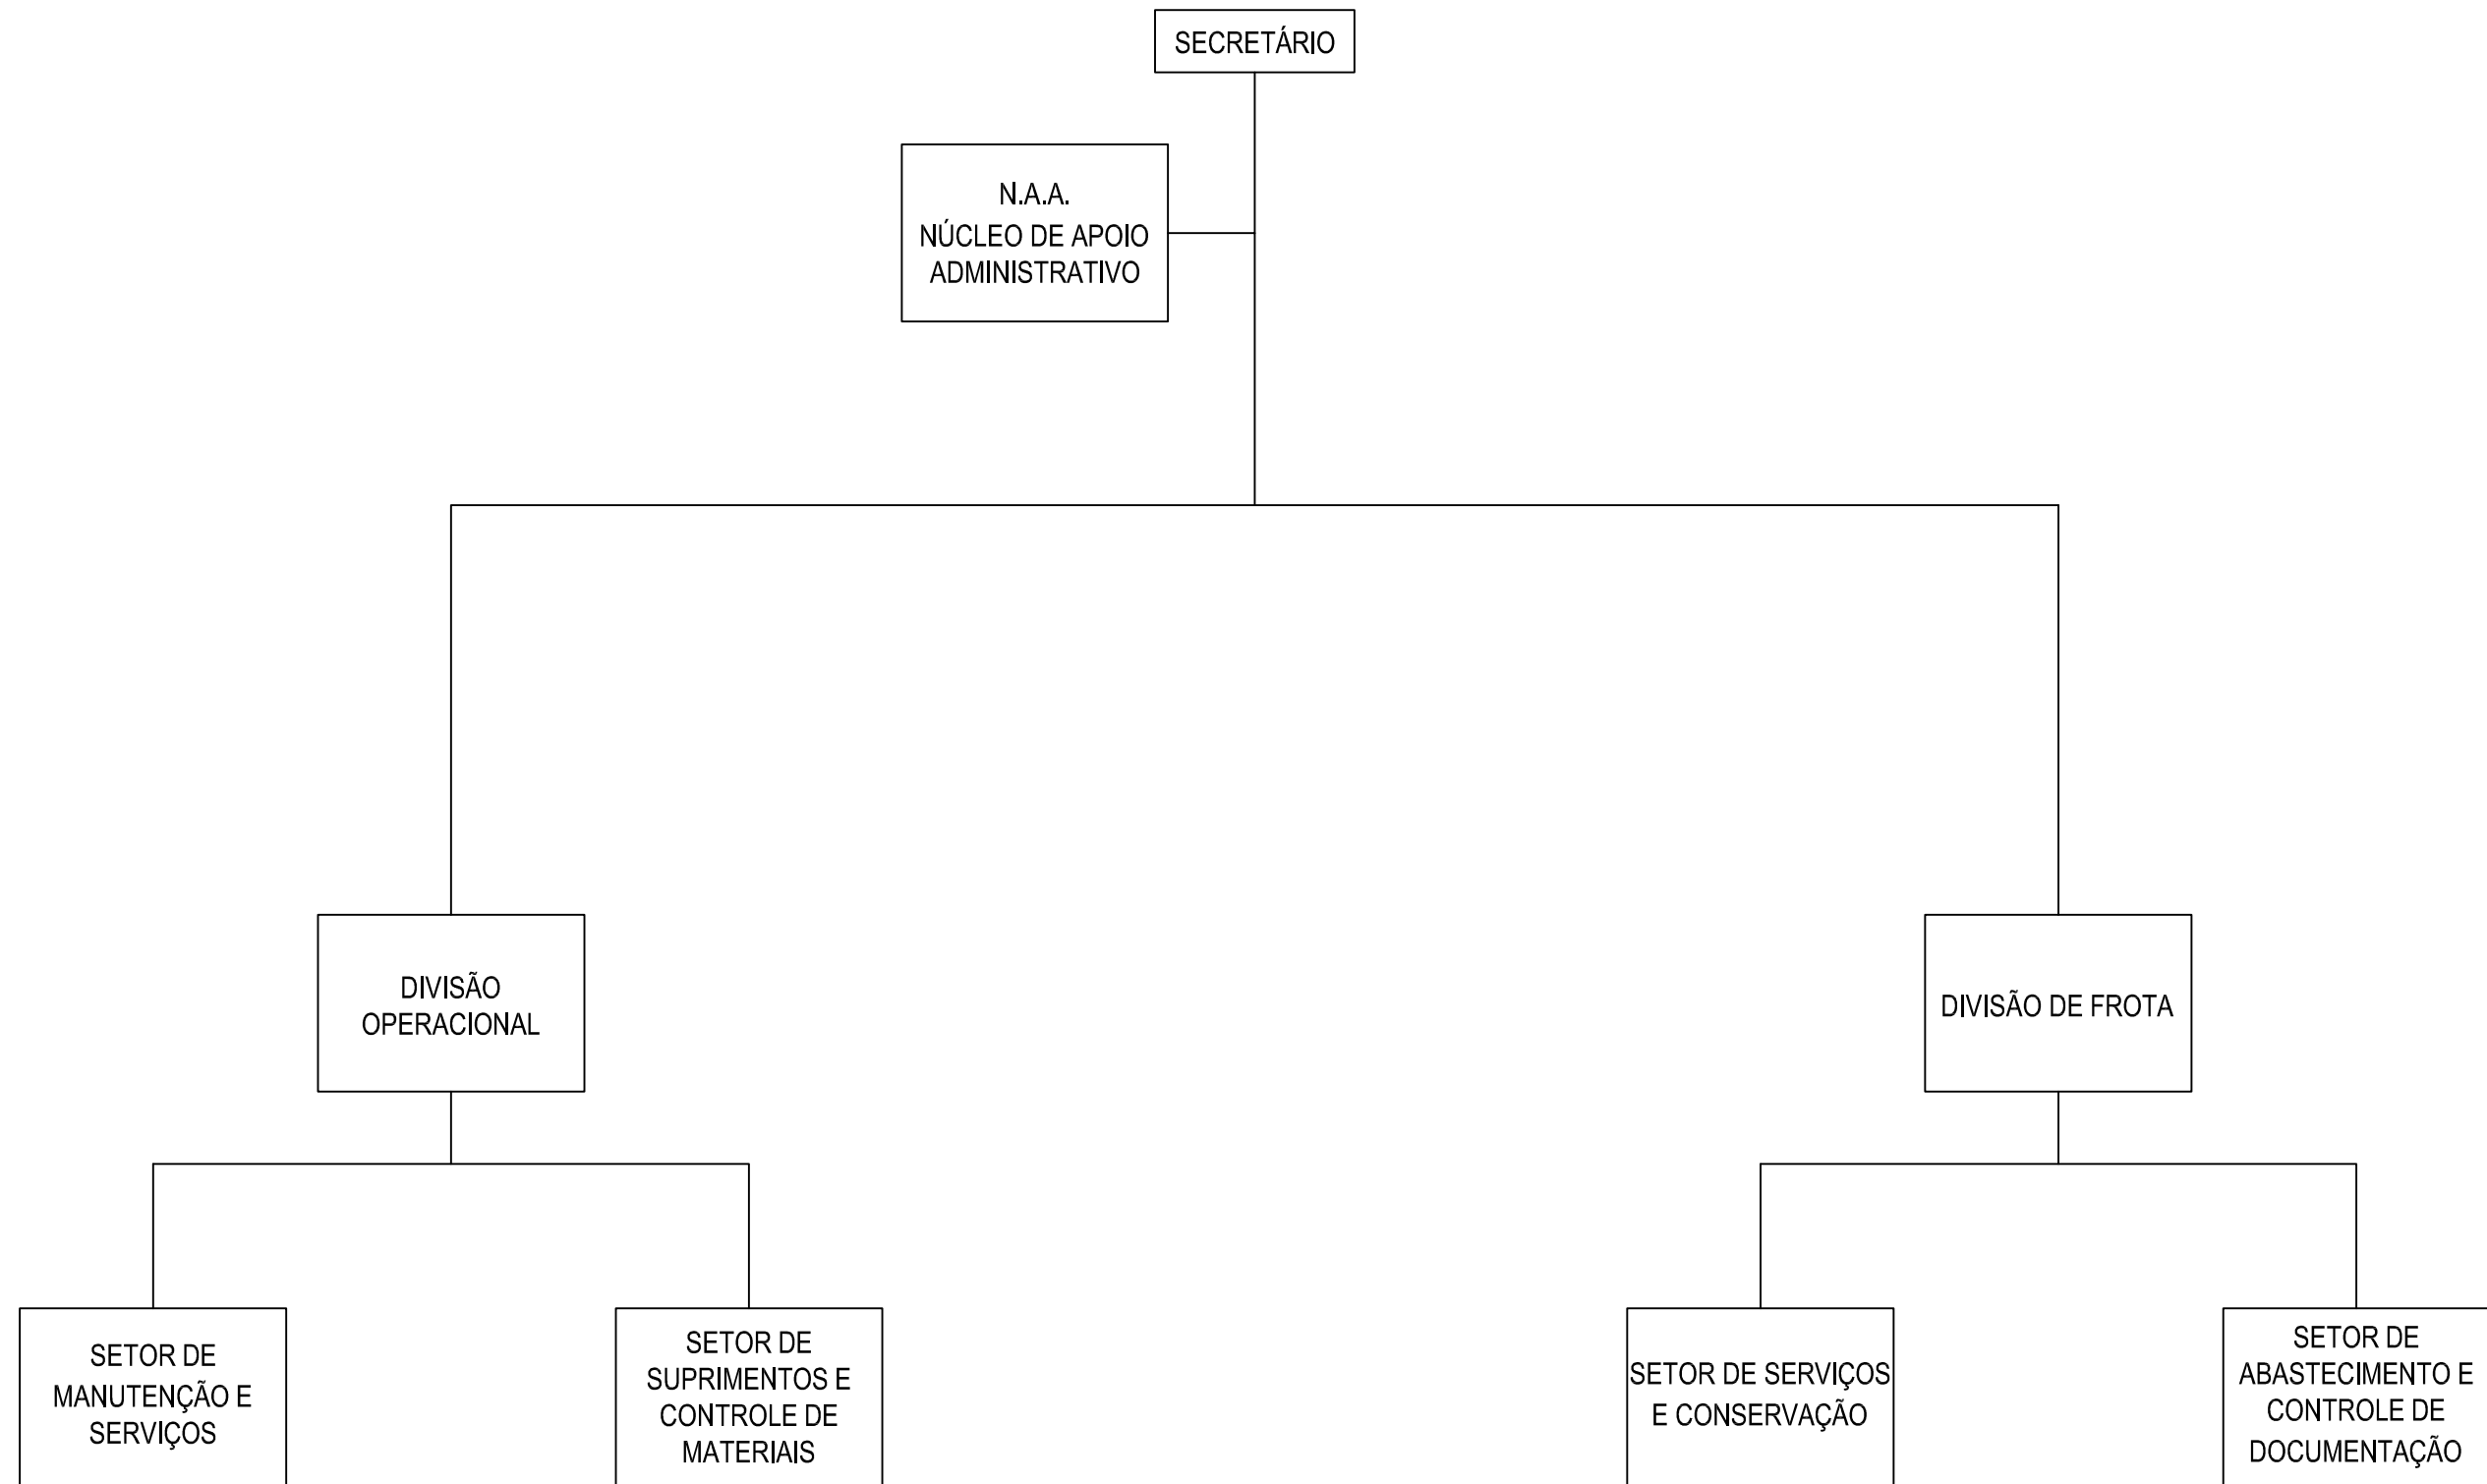 SECRETÁRIO
N.A.A.
NÚCLEO DE APOIO
ADMINISTRATIVO
DIVISÃO
OPERACIONAL
DIVISÃO DE FROTA
SETOR DE
MANUTENÇÃO E
SERVIÇOS
SETOR DE
SUPRIMENTOS E
CONTROLE DE
MATERIAIS
SETOR DE SERVIÇOS
E CONSERVAÇÃO
SETOR DE
ABASTECIMENTO E
CONTROLE DE
DOCUMENTAÇÃO